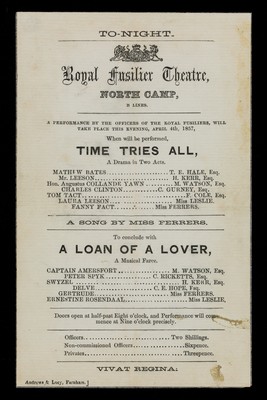 TO-NIGHT.
Royal Fusilier Theatre,
NORTH CAMP,
B LINES.
A PERFORMANCE BY THE OFFICERS OF THE ROYAL FUSILIERS, WILL
TAKE PLACE THIS EVENING, APRIL 4th, 1857,
When will be performed,
TIME TRIES ALL,
A Drama in Two Acts.
MATHEW BATES T. E. HALE, Esq.
Mr. LEESON H. KERR, Esq.
Hon. Augustus COLLANDE YAWN M. WATSON, Esq.
CHARLES CLINTON C. GURNEY, Esq.
TOM TACT F. COLE, Esq.
LAURA LEESON Miss LESLIE.
FANNY FACT Miss FERRERS.
A SONG BY MISS FERRERS.
To conclude with
A LOAN OF A LOVER,
A Musical Farce.
CAPTAIN AMERSFORT M. WATSON, Esq.
PETER SPYK C. RICKETTS, Esq.
SWYZEL H. KERR, Esq.
DELVE C. E. HOPE, Esq.
GERTRUDE Miss FERRERS.
ERNESTINE ROSENDAAL Miss LESLIE.
Doors open at half-past Eight o'clock, and Performance will com-
mence at Nine o'clock precisely.
Officers Two Shillings.
Non-commissioned Officers Sixpence.
Privates Threepence.
VIVAT REGINA!
Andrews & Lucy, Farnham.